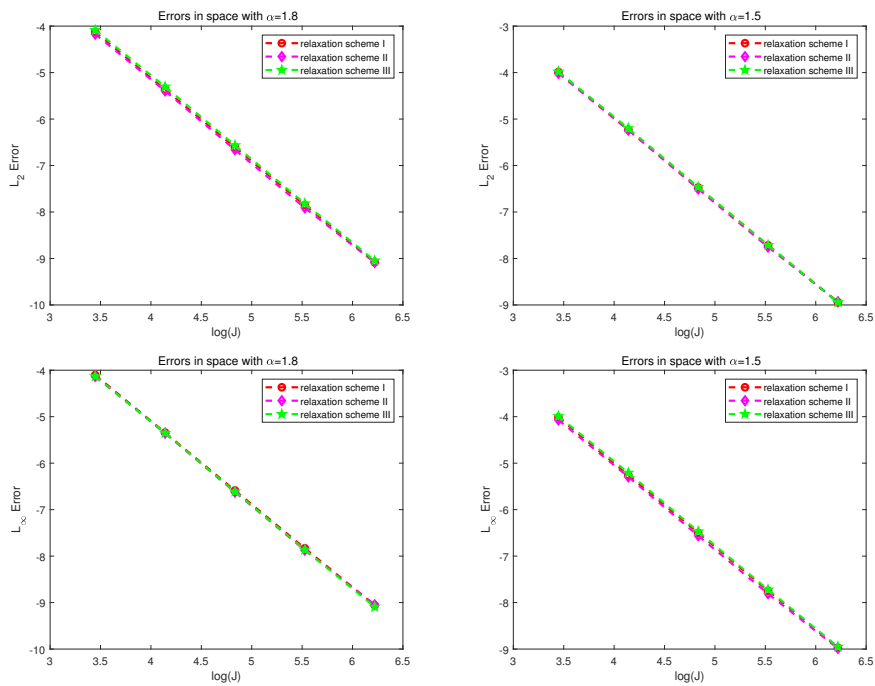 Errors in space with α=1.8
relaxation scheme I
relaxation scheme II
relaxation scheme III
-4
-5
-6
-7
-8
-9
-10
L2 Error
3
3.5
4
4.5
5
5.5
6
6.5
log(J)
Errors in space with α=1.5
relaxation scheme I
relaxation scheme II
relaxation scheme III
-3
-4
-5
-6
-7
-8
-9
L2 Error
3
3.5
4
4.5
5
5.5
6
6.5
log(J)
Errors in space with α=1.8
relaxation scheme I
relaxation scheme II
relaxation scheme III
-4
-5
-6
-7
-8
-9
-10
L∞ Error
3
3.5
4
4.5
5
5.5
6
6.5
log(J)
Errors in space with α=1.5
relaxation scheme I
relaxation scheme II
relaxation scheme III
-3
-4
-5
-6
-7
-8
-9
L∞ Error
3
3.5
4
4.5
5
5.5
6
6.5
log(J)